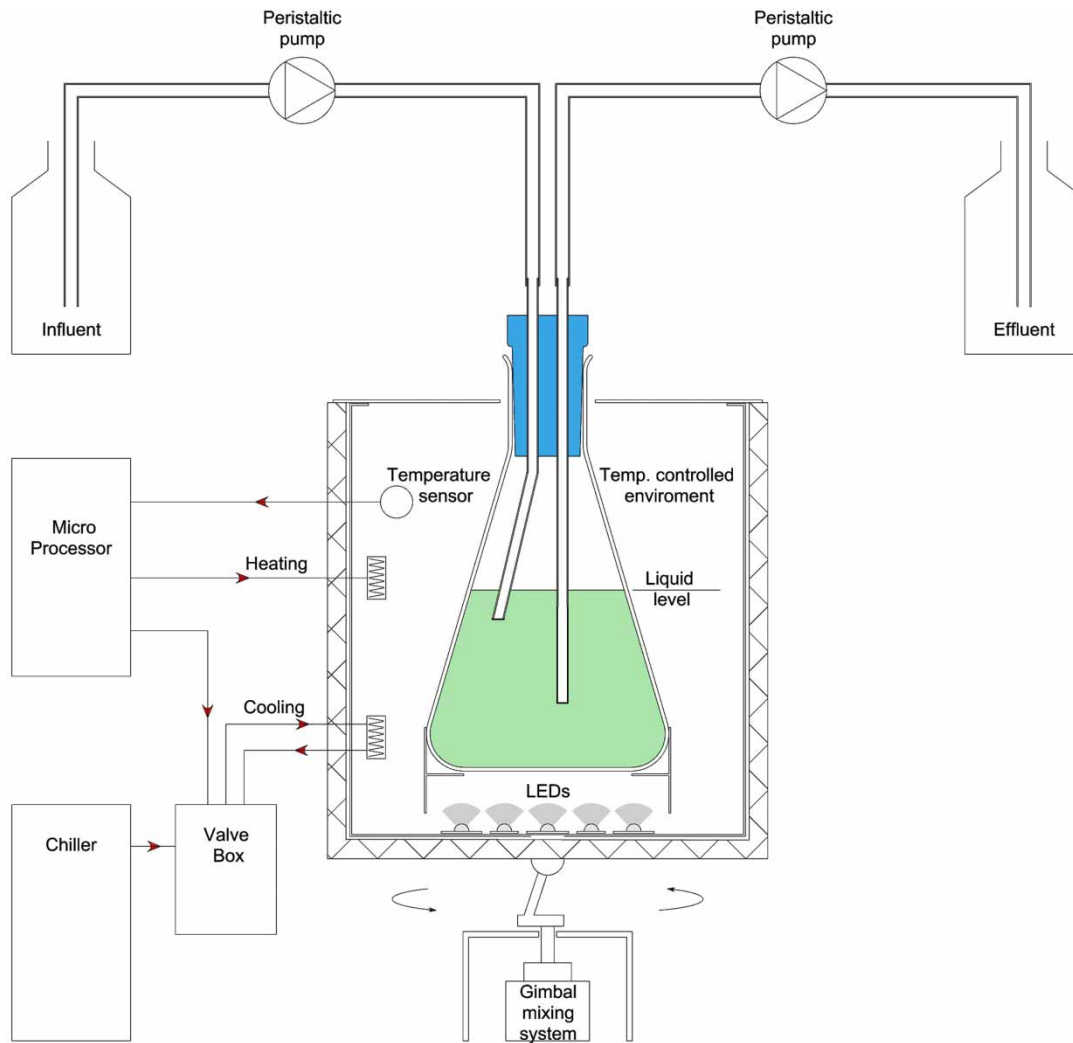 Peristaltic
pump
Peristaltic
pump
Influent
Effluent
Temperature
sensor
Temp. controlled
enviroment
Micro
Processor
Heating
Liquid
level
Cooling
LEDs
Chiller
Valve
Box
Gimbal
mixing
system